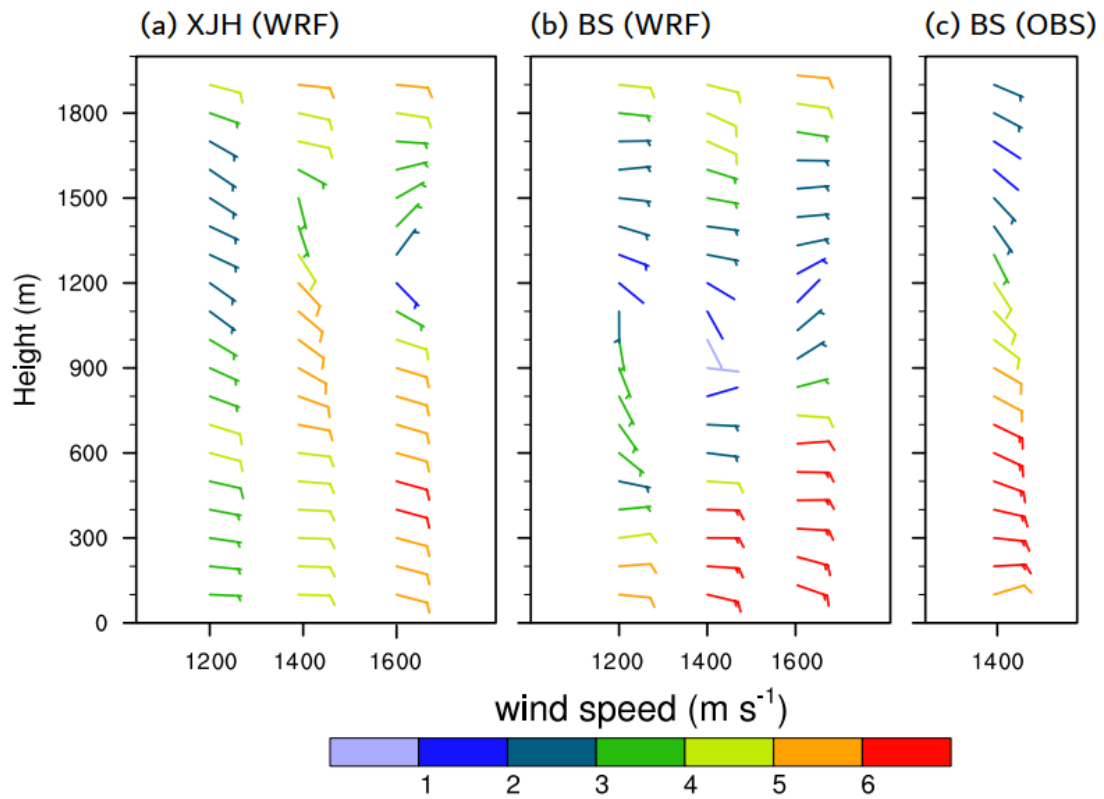 (a) XJH (WRF)
(b) BS (WRF)
(c) BS (OBS)
Height (m)
1800
1500
1200
900
600
300
0
1200 1400 1600
1200 1400 1600
1400
wind speed (m s⁻¹)
1 2 3 4 5 6